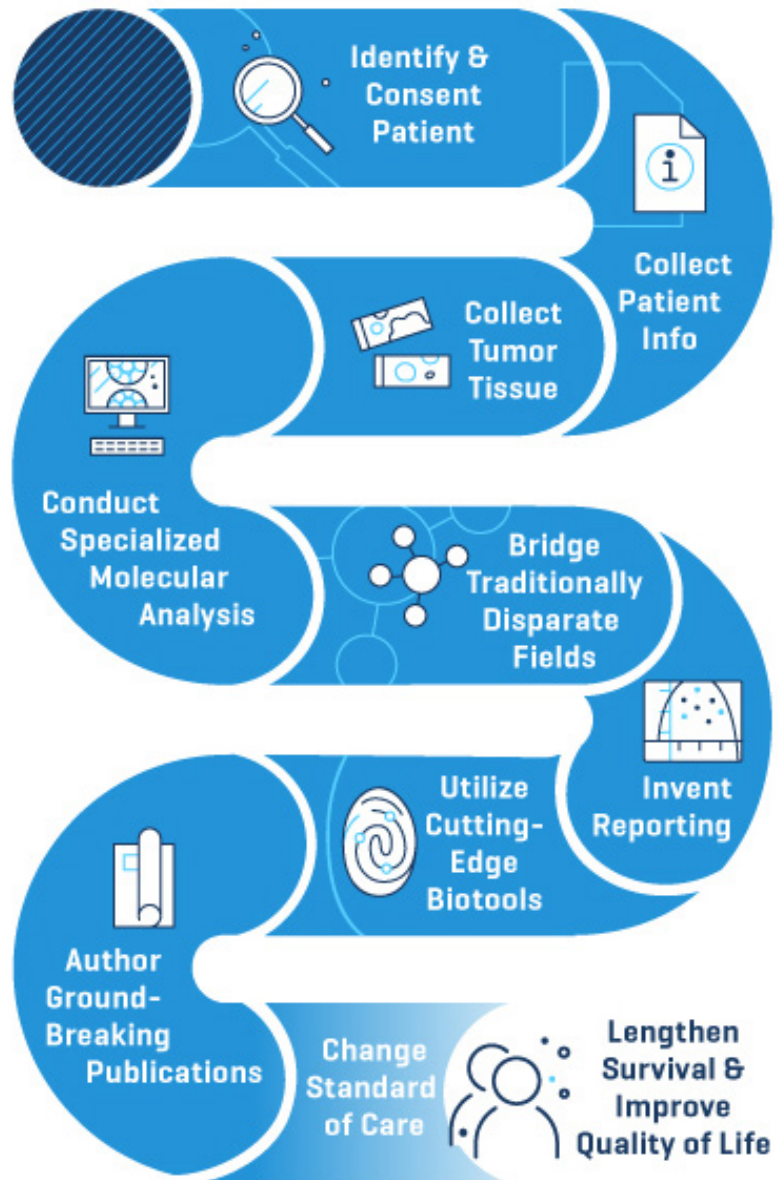 Identify &
Consent
Patient
i
Collect
Patient
Info
Collect
Tumor
Tissue
Conduct
Specialized
Molecular
Analysis
Bridge
Traditionally
Disparate
Fields
Invent
Reporting
Utilize
Cutting-
Edge
Biotools
Author
Ground-
Breaking
Publications
Change
Standard
of Care
Lengthen
Survival &
Improve
Quality of Life